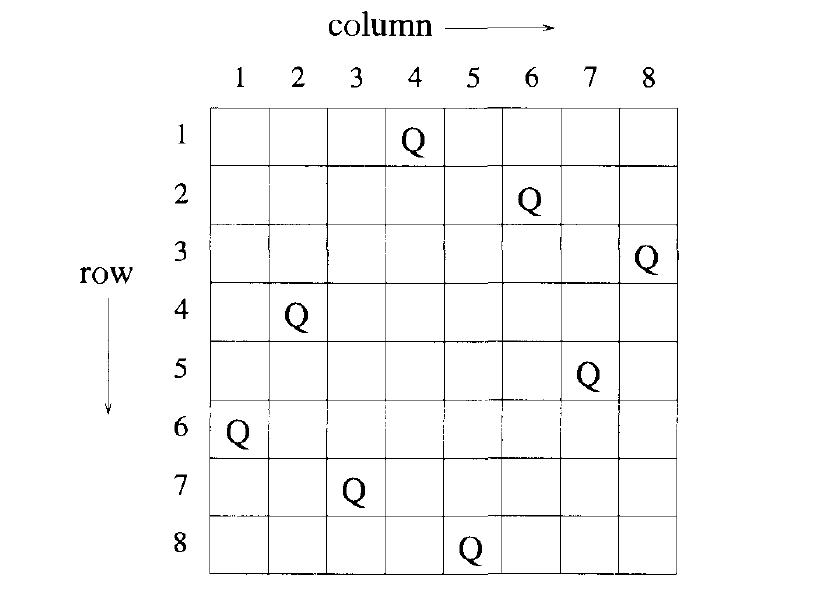 column
1 2 3 4 5 6 7 8
1 Q
2 Q
3 Q
row
4 Q
5 Q
6 Q
7 Q
8 Q